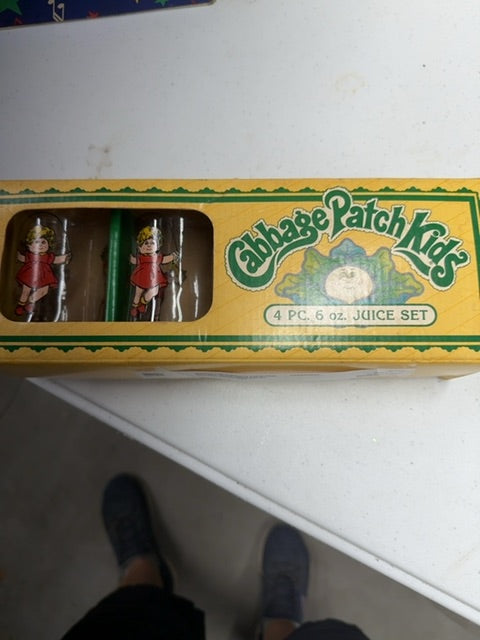 Cabbage Patch Kids
4 PC. 6 oz. JUICE SET